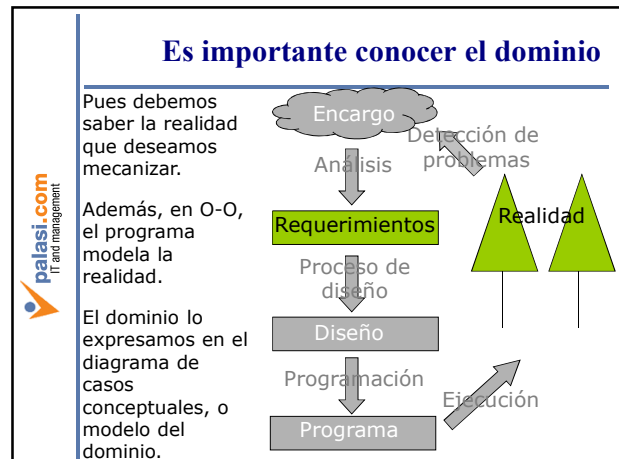 Es importante conocer el dominio
Pues debemos
saber la realidad
que deseamos
mecanizar.
Además, en O-O,
el programa
modela la
realidad.
El dominio lo
expresamos en el
diagrama de
casos
conceptuales, o
modelo del
dominio.
Encargo
Detección de
problemas
Análisis
Requerimientos
Realidad
Proceso de
diseño
Diseño
Programación
Ejecución
Programa
palasi.com
IT and management